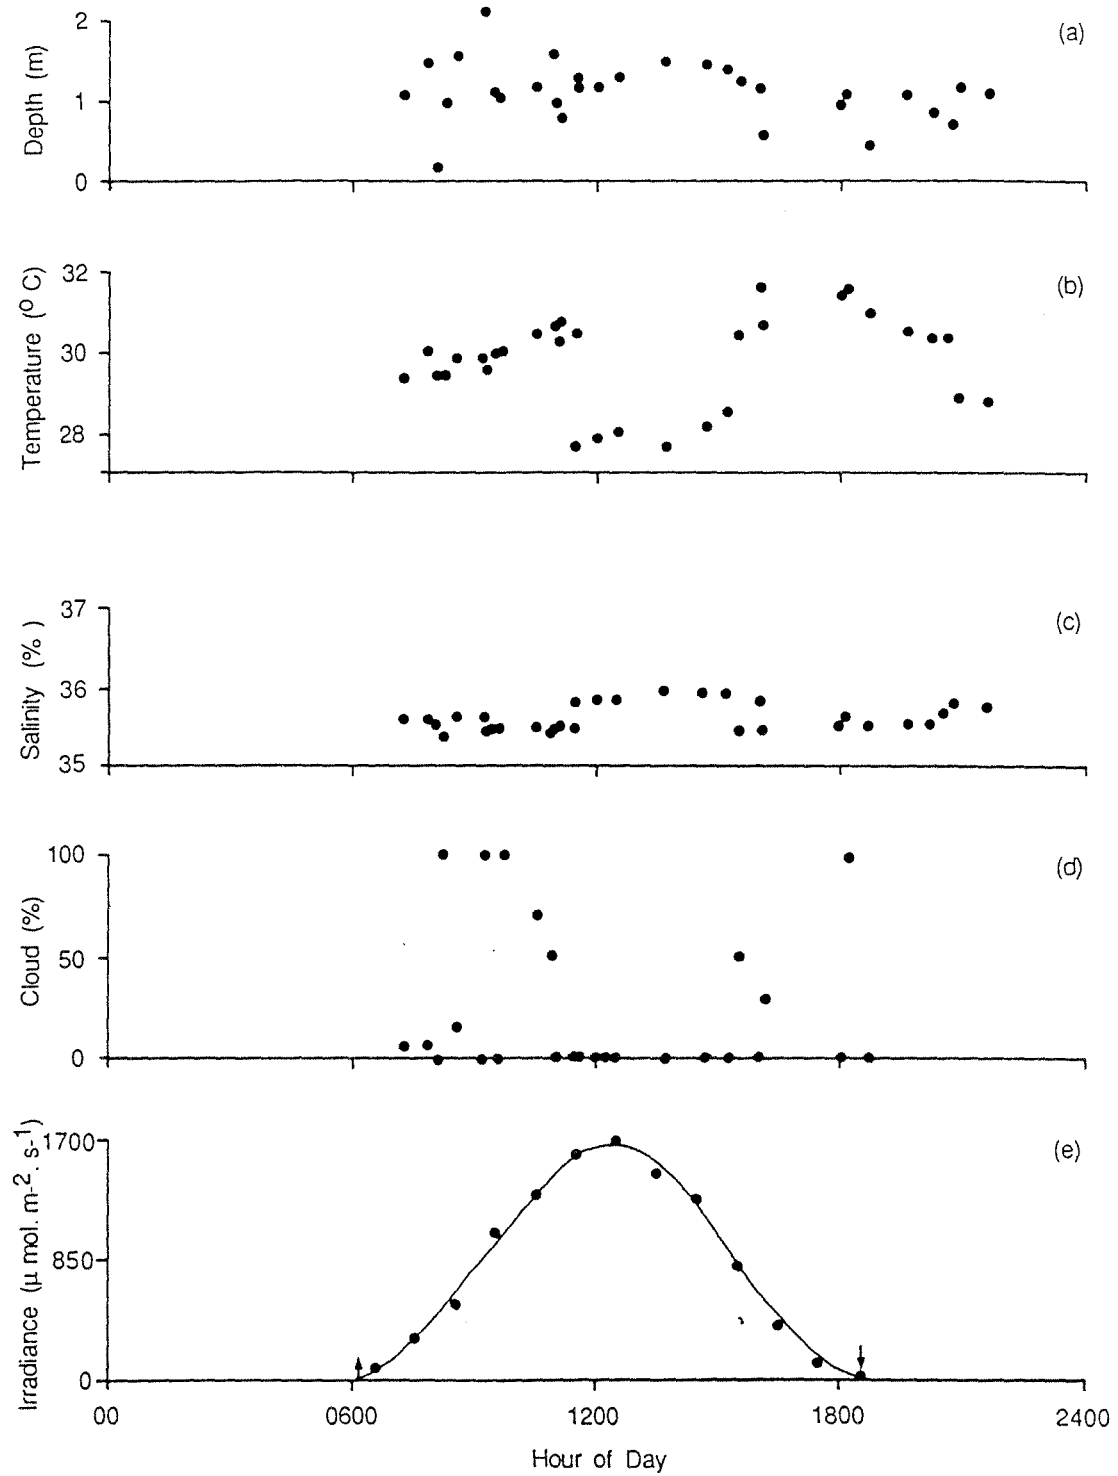 (a)
Depth (m)
2
1
0
(b)
Temperature (⁰ C)
32
30
28
(c)
Salinity (% )
37
36
35
(d)
Cloud (%)
100
50
0
(e)
Irradiance (μ mol. m-2. s-1)
1700
850
0
00 0600 1200 1800 2400
Hour of Day